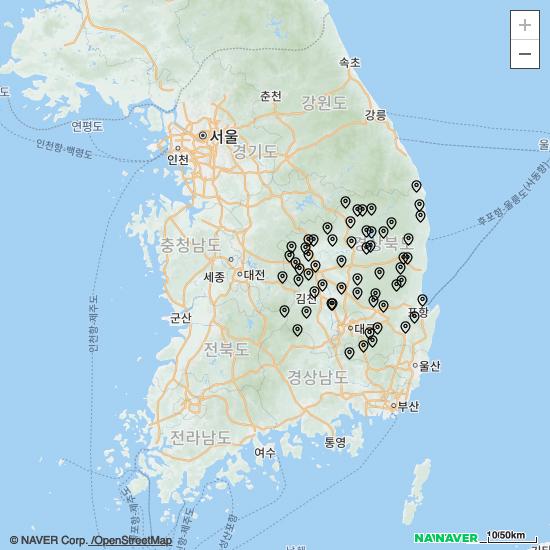 +
−
속초
춘천
강원도
강릉
도
연평도
서울
인천항-백령도
인천
경기도
울
후포항-울릉도(사동항)
경상북도
충청남도
세종
대전
김천
인천항-제주도
군산
포항
대구
전북도
경상남도
울산
부산
전라남도
통영
여수
© NAVER Corp. /OpenStreetMap
NAVER
10/50km